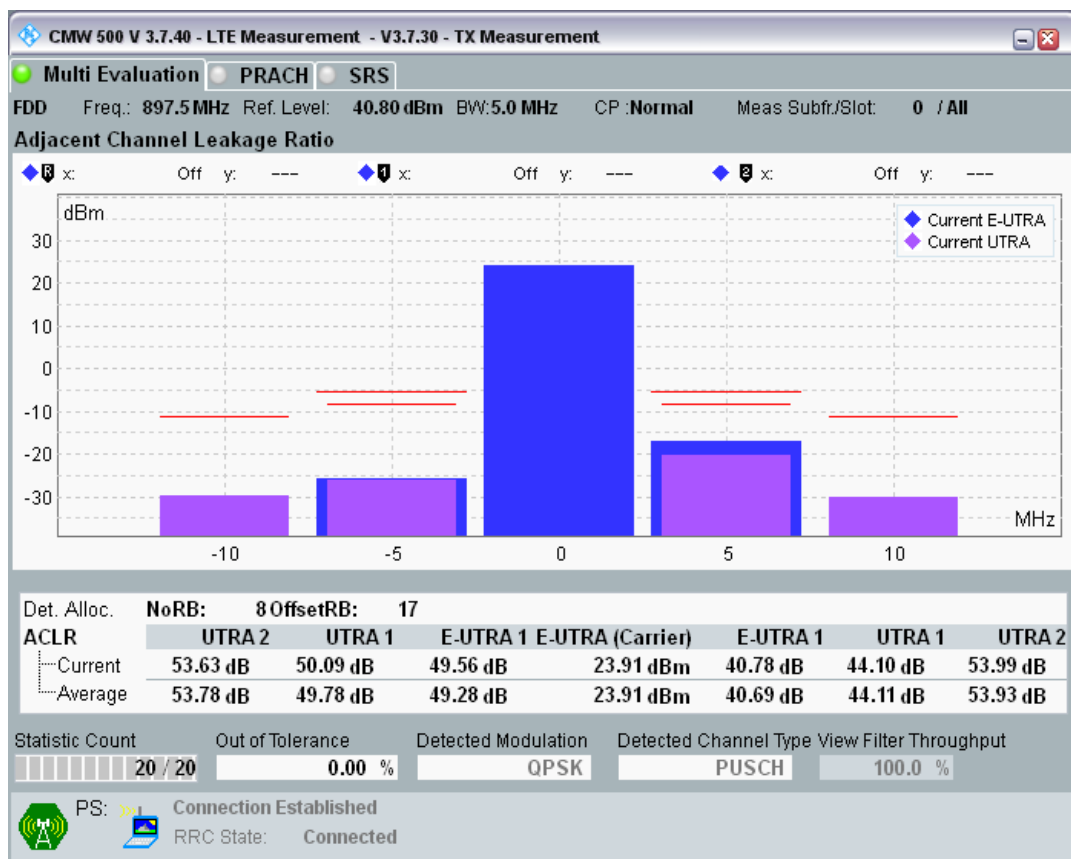 CMW 500 V 3.7.40 - LTE Measurement - V3.7.30 - TX Measurement
Multi Evaluation PRACH SRS
FDD Freq.: 897.5 MHz Ref. Level: 40.80 dBm BW:5.0 MHz CP :Normal Meas Subfr./Slot: 0 / All
Adjacent Channel Leakage Ratio
R x: Off y: --- 1 x: Off y: --- 2 x: Off y: ---
dBm
Current E-UTRA
Current UTRA
30
20
10
0
-10
-20
-30
MHz
-10 -5 0 5 10
Det. Alloc. NoRB: 8 OffsetRB: 17
ACLR UTRA 2 UTRA 1 E-UTRA 1 E-UTRA (Carrier) E-UTRA 1 UTRA 1 UTRA 2
Current 53.63 dB 50.09 dB 49.56 dB 23.91 dBm 40.78 dB 44.10 dB 53.99 dB
Average 53.78 dB 49.78 dB 49.28 dB 23.91 dBm 40.69 dB 44.11 dB 53.93 dB
Statistic Count Out of Tolerance Detected Modulation Detected Channel Type View Filter Throughput
20 / 20 0.00 % QPSK PUSCH 100.0 %
PS: Connection Established
RRC State: Connected